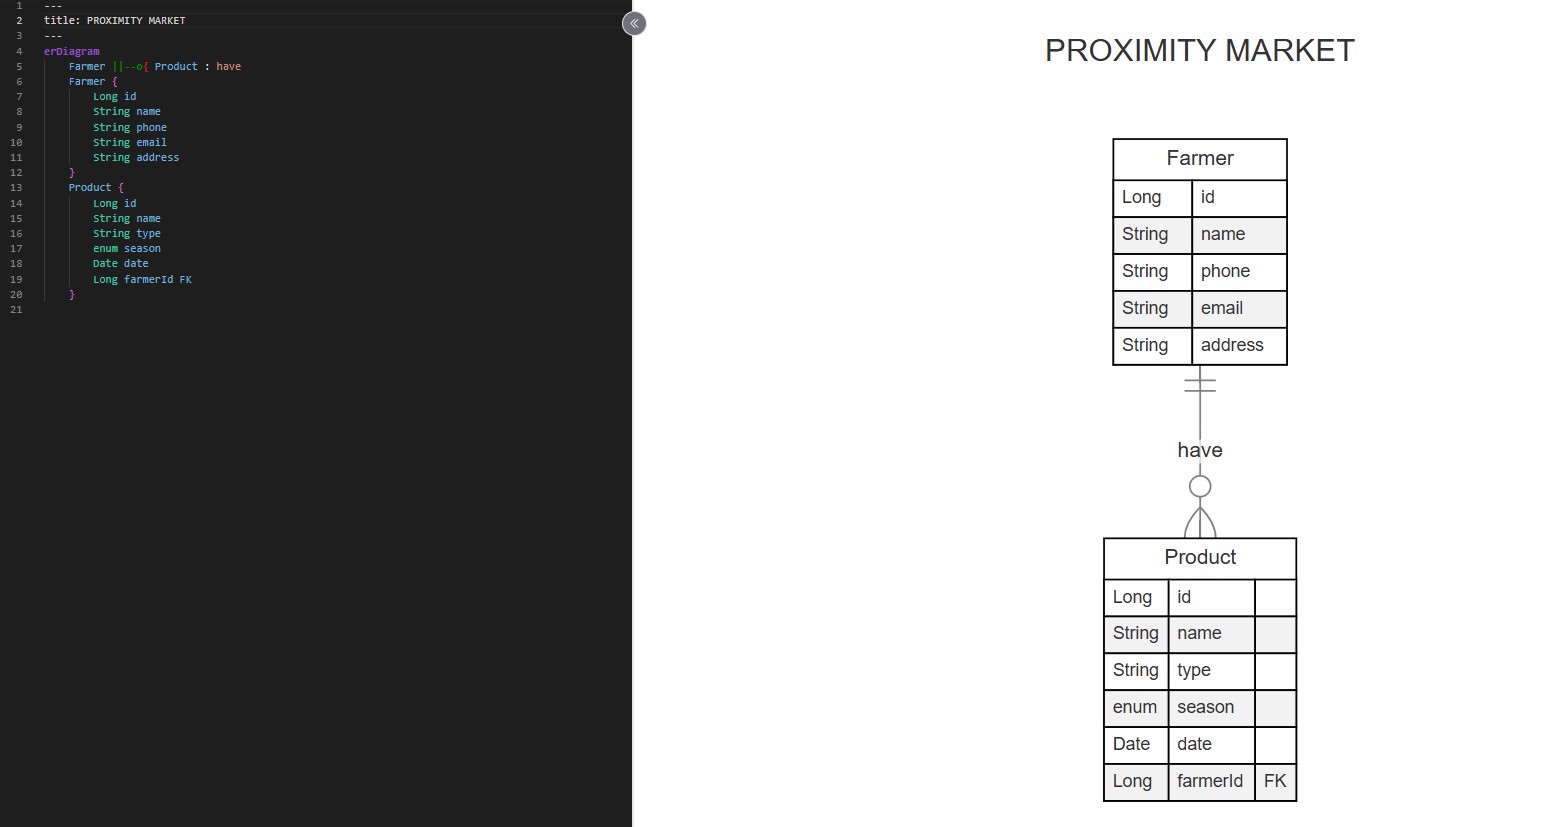 1 ---
2 title: PROXIMITY MARKET
3 ---
4 erDiagram
5 Farmer ||--o{ Product : have
6 Farmer {
7 Long id
8 String name
9 String phone
10 String email
11 String address
12 }
13 Product {
14 Long id
15 String name
16 String type
17 enum season
18 Date date
19 Long farmerId FK
20 }
21
PROXIMITY MARKET
Farmer
Long id
String name
String phone
String email
String address
have
Product
Long id
String name
String type
enum season
Date date
Long farmerId FK